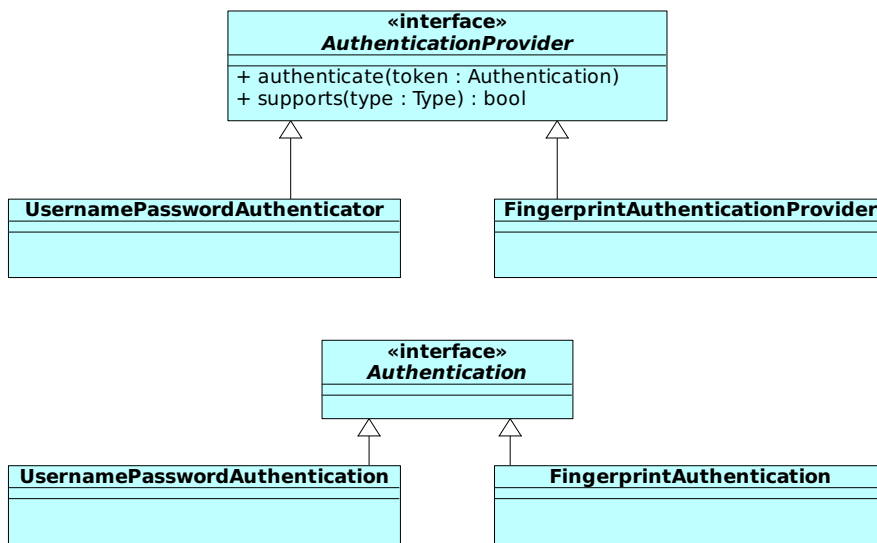 «interface»
AuthenticationProvider
+ authenticate(token : Authentication)
+ supports(type : Type) : bool
UsernamePasswordAuthenticator
FingerprintAuthenticationProvider
«interface»
Authentication
UsernamePasswordAuthentication
FingerprintAuthentication